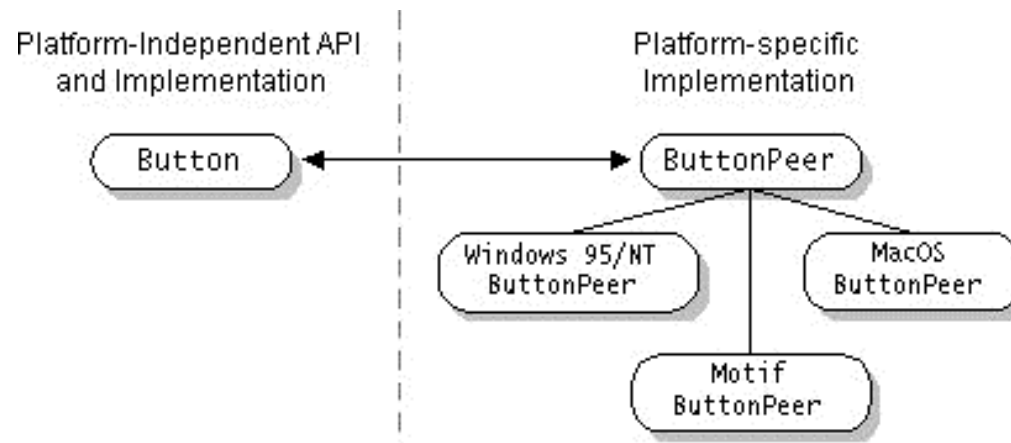 Platform-Independent API
and Implementation
Platform-specific
Implementation
Button
ButtonPeer
Windows 95/NT
ButtonPeer
MacOS
ButtonPeer
Motif
ButtonPeer